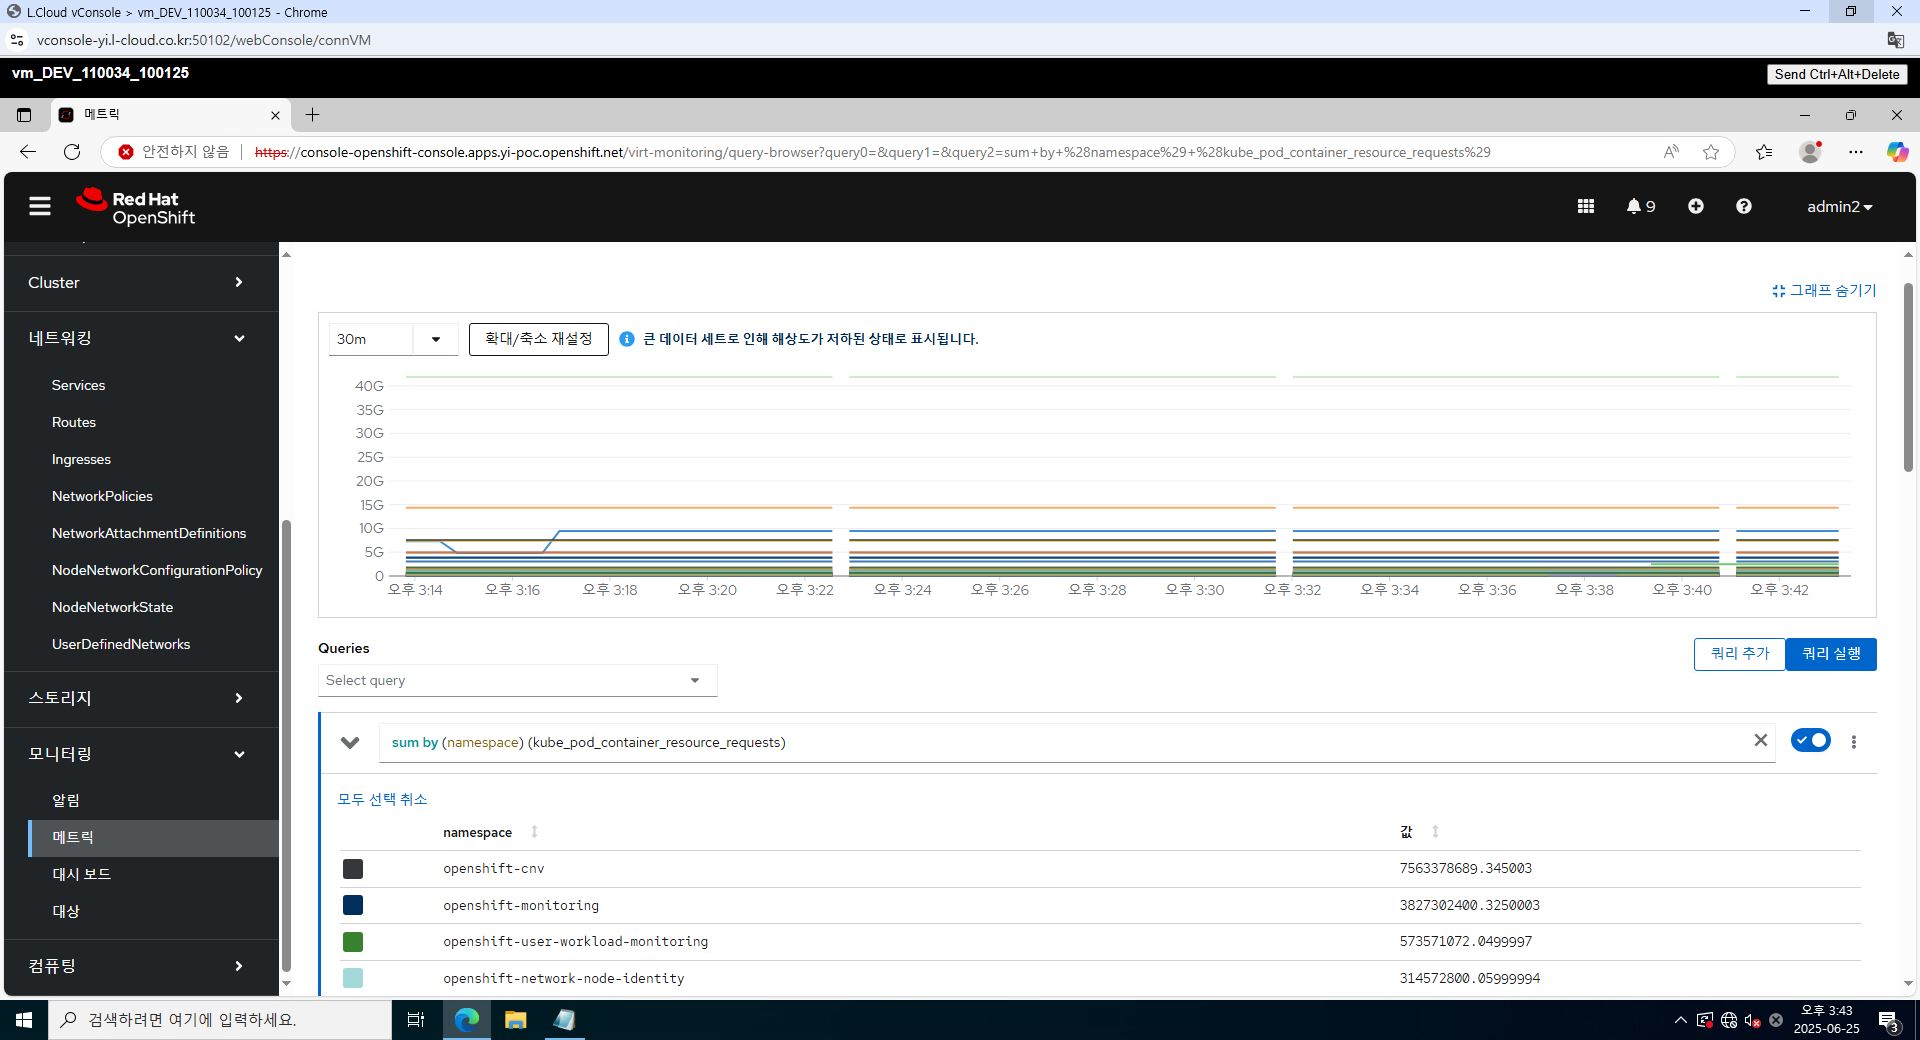 L.Cloud vConsole > vm_DEV_110034_100125 - Chrome
vconsole-yi.l-cloud.co.kr:50102/webConsole/connVM
vm_DEV_110034_100125
Send Ctrl+Alt+Delete
메트릭
안전하지 않음
https://console-openshift-console.apps.yi-poc.openshift.net/virt-monitoring/query-browser?query0=&query1=&query2=sum+by+%28namespace%29+%28kube_pod_container_resource_requests%29
Red Hat
OpenShift
9
admin2
Cluster
네트워킹
Services
Routes
Ingresses
NetworkPolicies
NetworkAttachmentDefinitions
NodeNetworkConfigurationPolicy
NodeNetworkState
UserDefinedNetworks
스토리지
모니터링
알림
메트릭
대시 보드
대상
컴퓨팅
그래프 숨기기
30m
확대/축소 재설정
큰 데이터 세트로 인해 해상도가 저하된 상태로 표시됩니다.
40G
35G
30G
25G
20G
15G
10G
5G
0
오후 3:14 오후 3:16 오후 3:18 오후 3:20 오후 3:22 오후 3:24 오후 3:26 오후 3:28 오후 3:30 오후 3:32 오후 3:34 오후 3:36 오후 3:38 오후 3:40 오후 3:42
Queries
Select query
쿼리 추가
쿼리 실행
sum by (namespace) (kube_pod_container_resource_requests)
모두 선택 취소
namespace 값
openshift-cnv 7563378689.345003
openshift-monitoring 3827302400.3250003
openshift-user-workload-monitoring 573571072.0499997
openshift-network-node-identity 314572800.05999994
검색하려면 여기에 입력하세요.
오후 3:43
2025-06-25
3